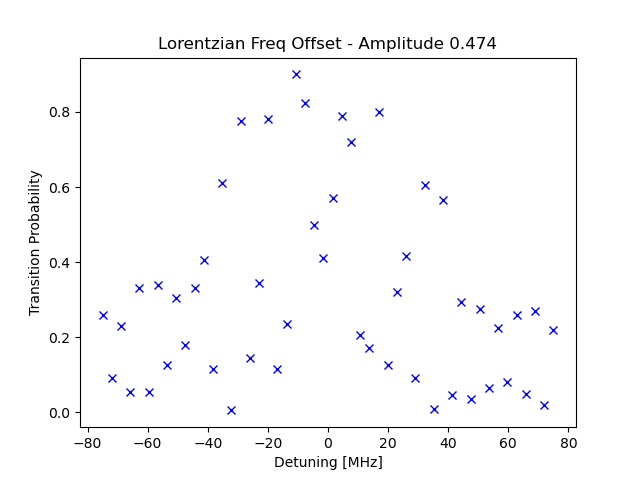 Lorentzian Freq Offset - Amplitude 0.474
Transition Probability
0.8
0.6
0.4
0.2
0.0
−80 −60 −40 −20 0 20 40 60 80
Detuning [MHz]